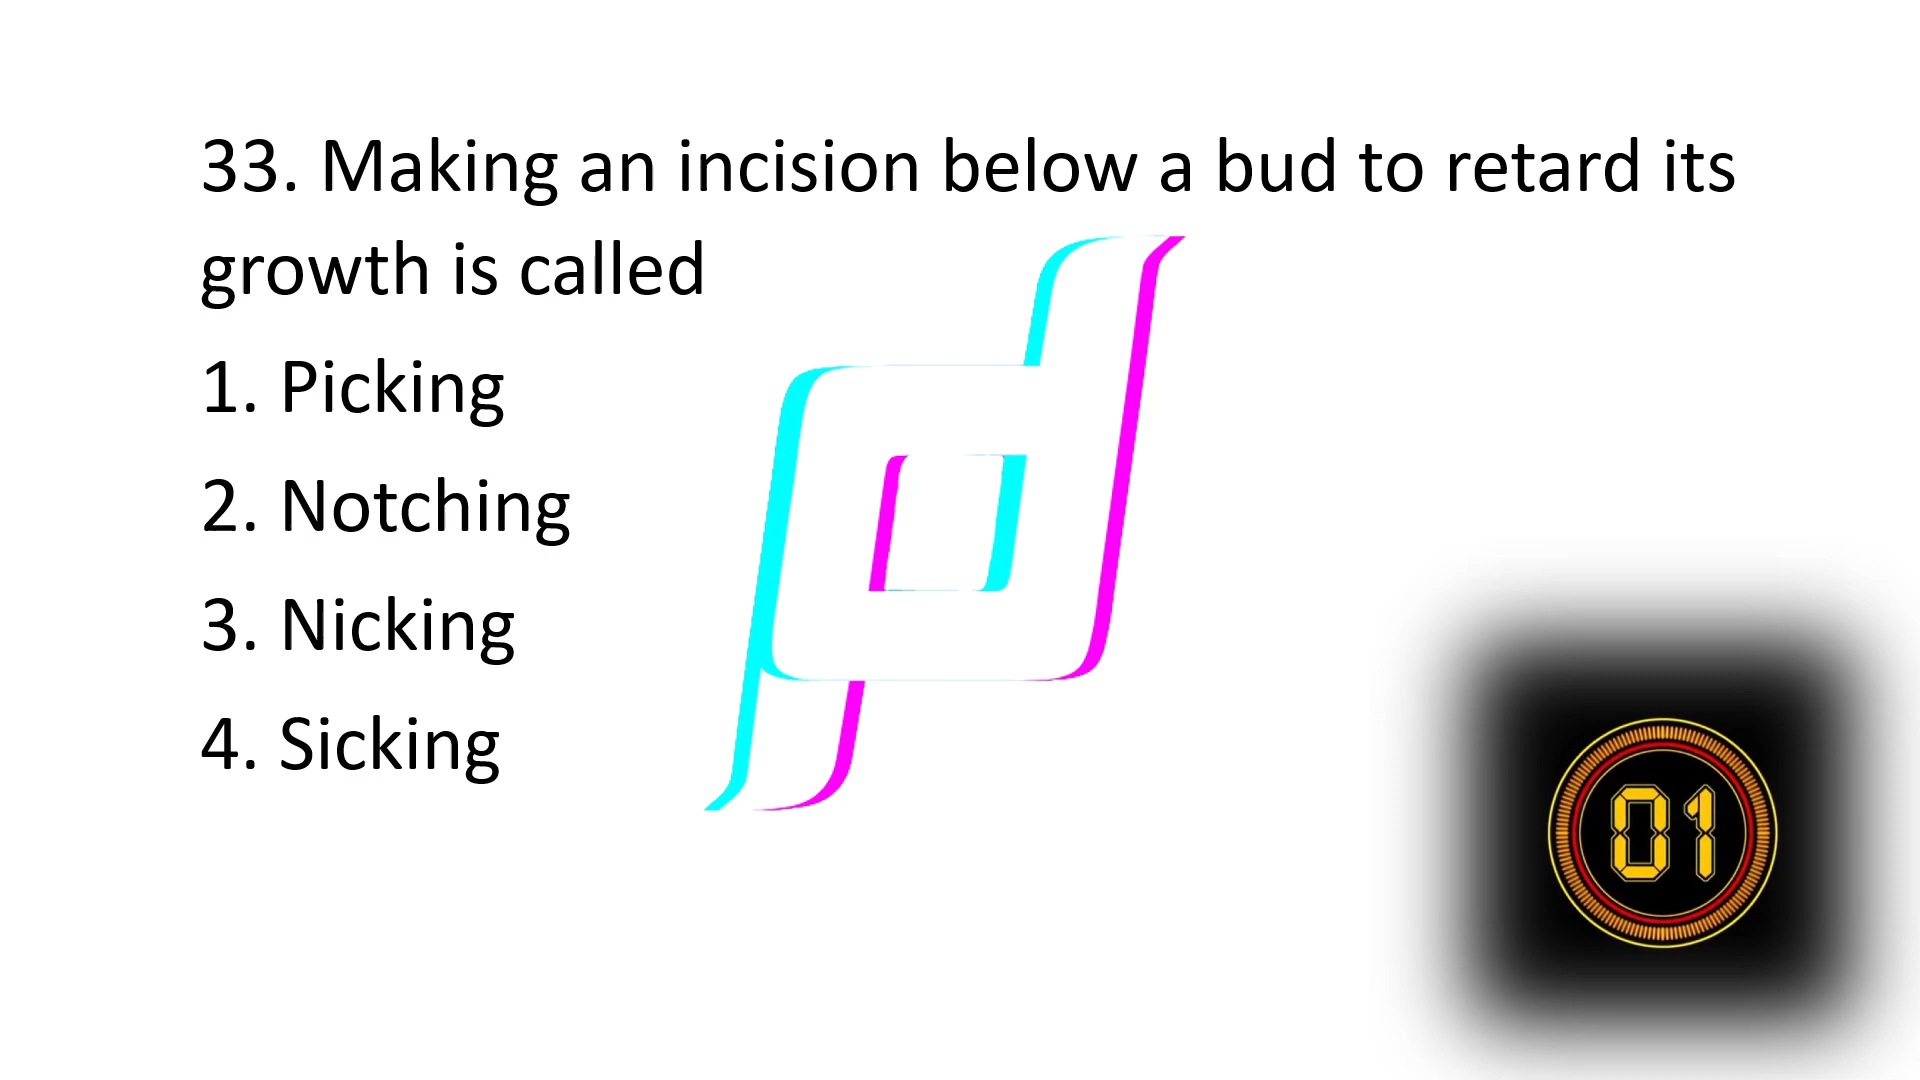 33. Making an incision below a bud to retard its
growth is called
1. Picking
2. Notching
3. Nicking
4. Sicking
01